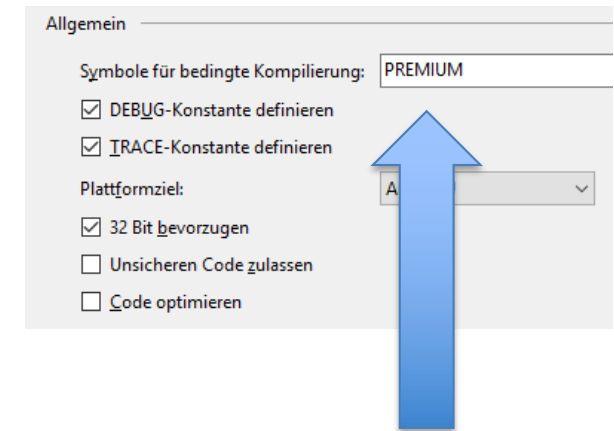 Allgemein
Symbole für bedingte Kompilierung: PREMIUM
DEBUG-Konstante definieren
TRACE-Konstante definieren
Plattformziel:
32 Bit bevorzugen
Unsicheren Code zulassen
Code optimieren